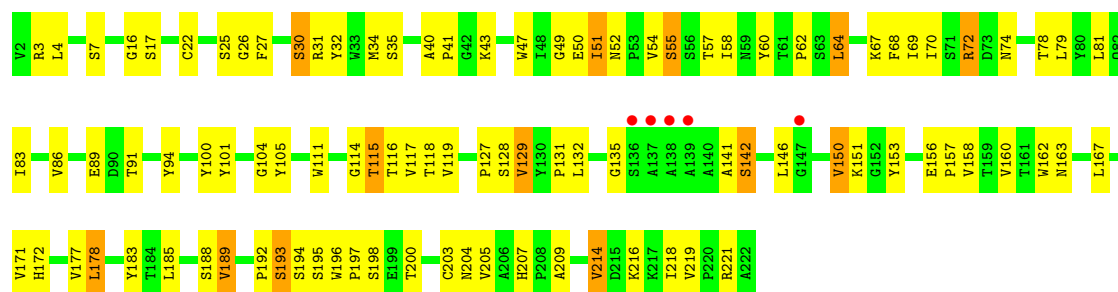 V2 R3 L4 S7 G16 S17 C22 S25 G26 F27 S30 R31 Y32 W33 M34 S35 A40 P41 G42 K43 W47 I48 G49 E50 I51 N52 P53 V54 S55 S56 T57 I58 N59 Y60 T61 P62 S63 L64 K67 F68 I69 I70 S71 R72 D73 N74 T78 L79 Y80 L81 Q82
I83 V86 E89 D90 T91 Y94 Y100 Y101 G104 Y105 W111 G114 T115 T116 V117 T118 V119 P127 S128 V129 Y130 P131 L132 G135 S136 A137 A138 A139 A140 A141 S142 L146 G147 V150 K151 G152 Y153 E156 P157 V158 T159 V160 T161 W162 N163 L167
V171 H172 V177 L178 Y183 T184 L185 S188 V189 P192 S193 S194 S195 W196 P197 S198 E199 T200 C203 N204 V205 A206 H207 P208 A209 V214 D215 K216 K217 I218 V219 P220 R221 A222